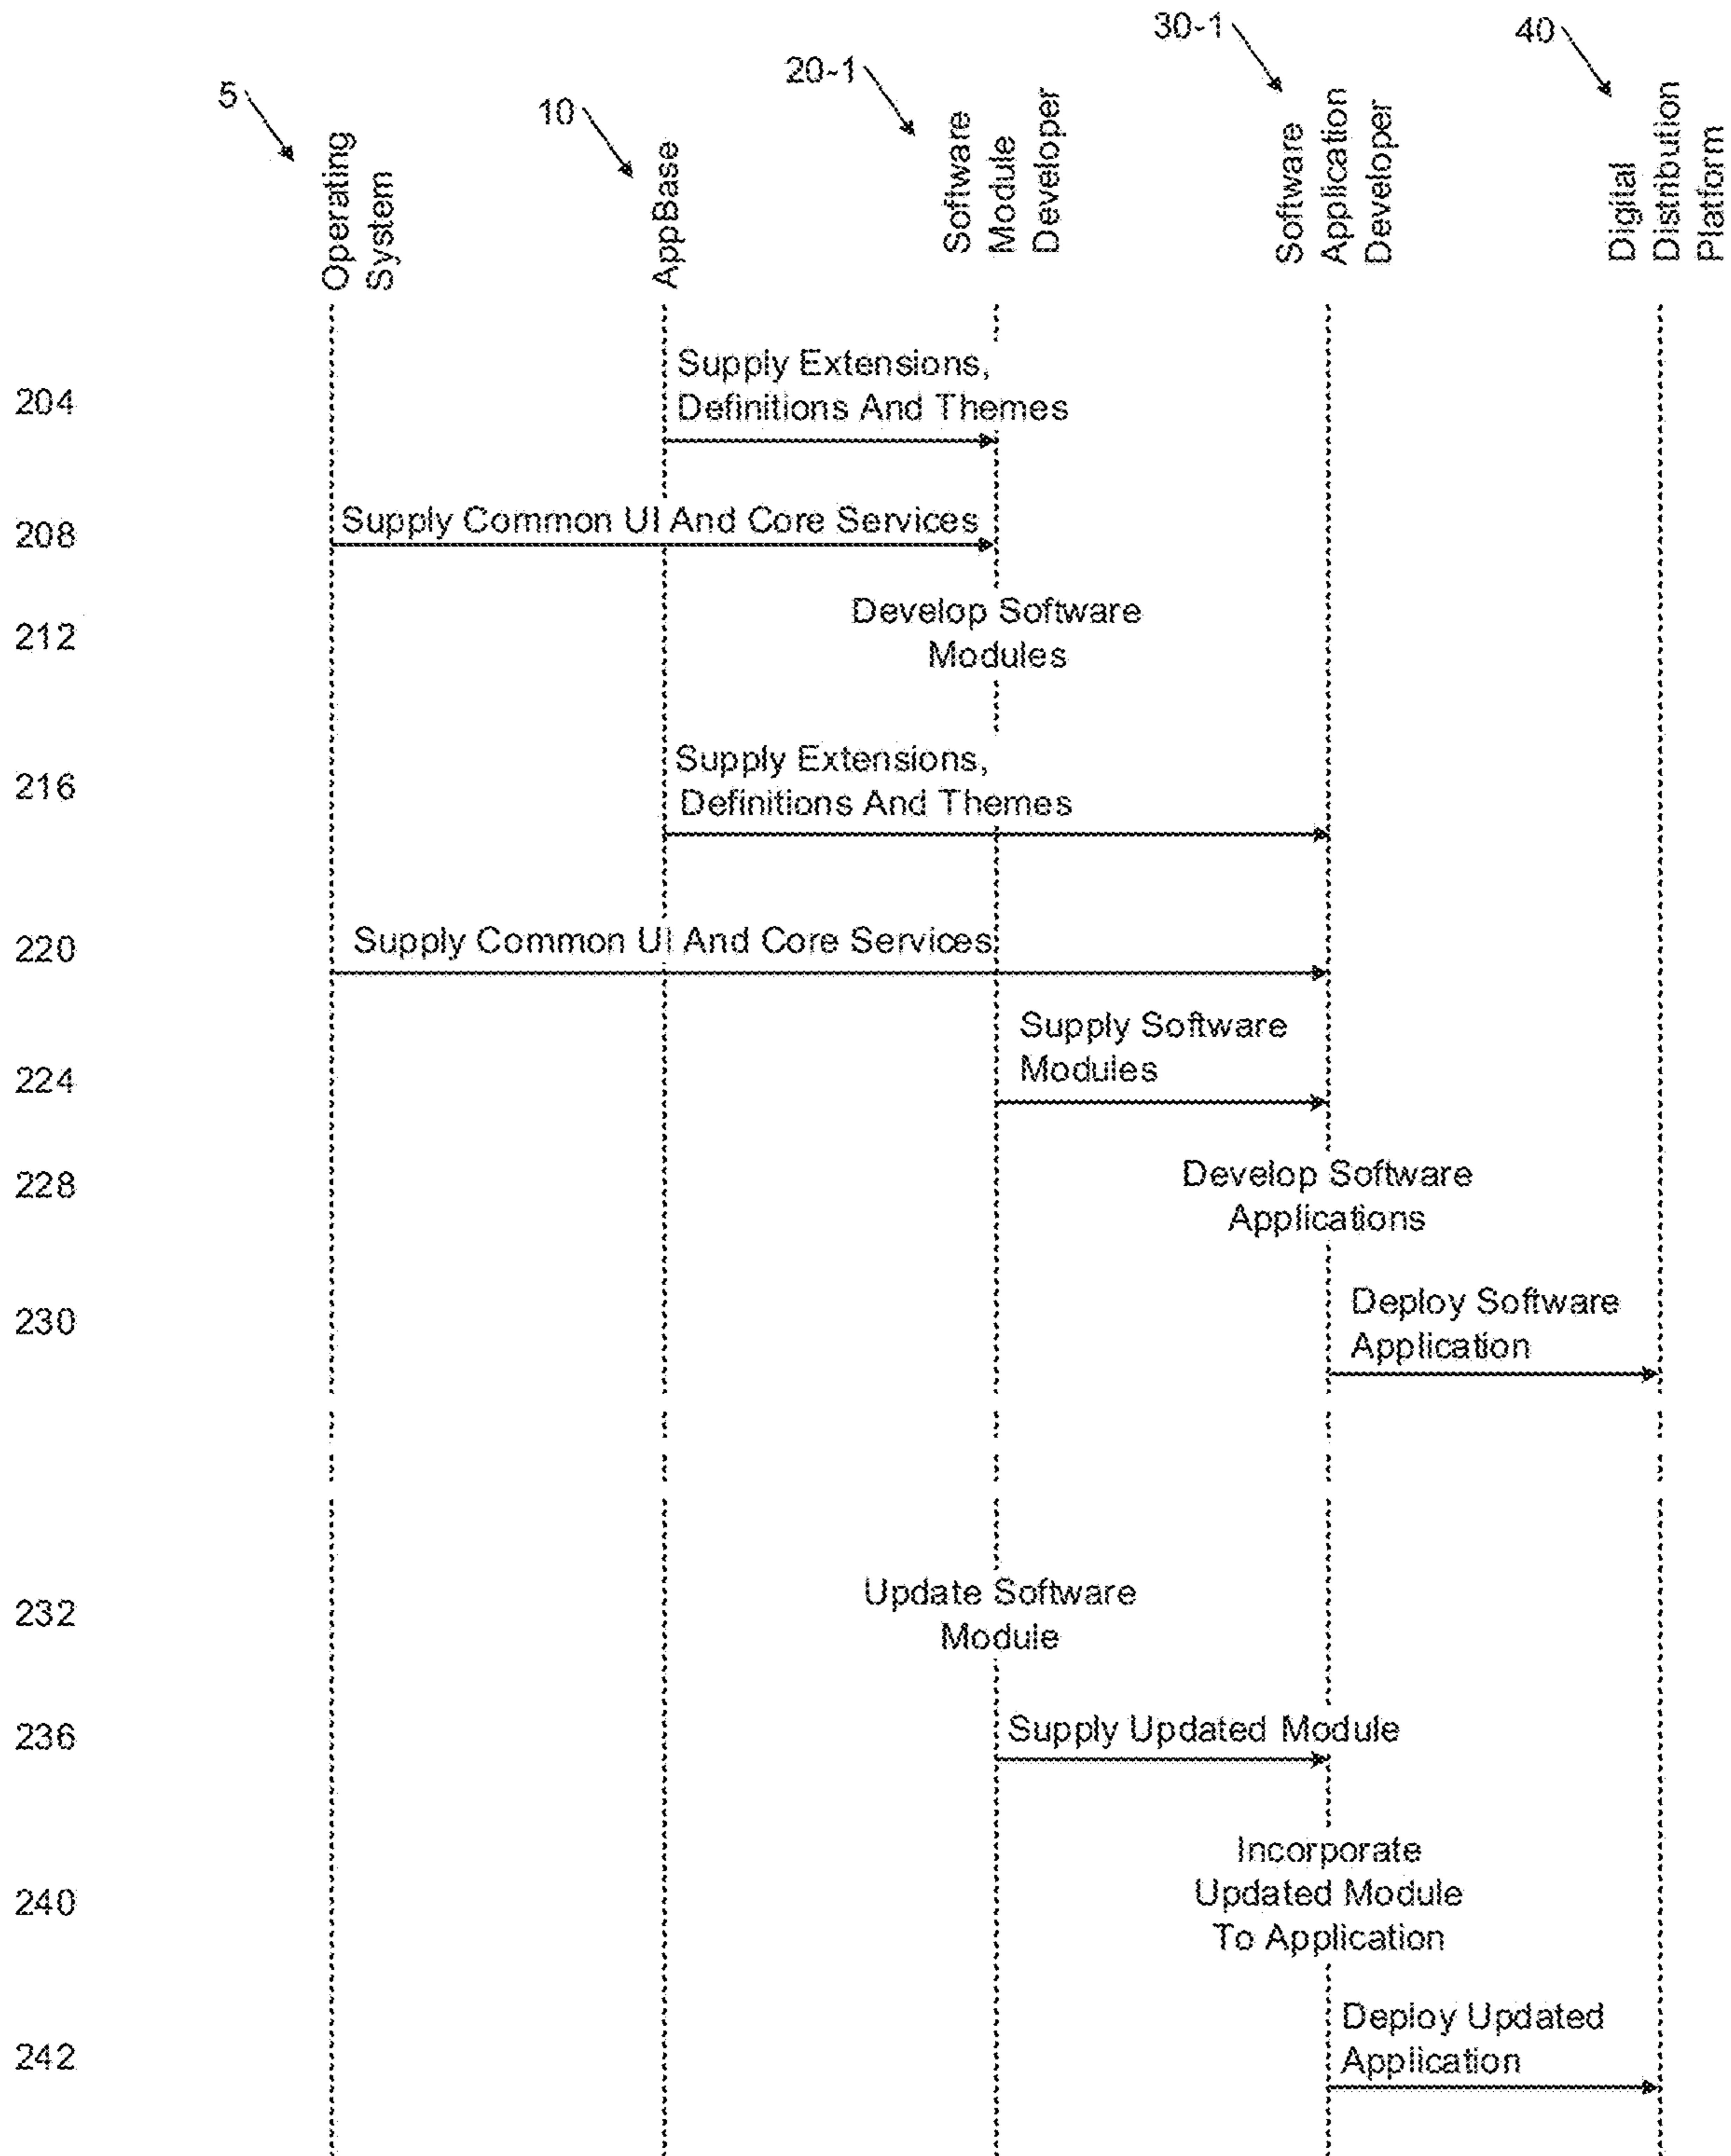 5
Operating
System
10
AppBase
20-1
Software
Module
Developer
30-1
Software
Application
Developer
40
Digital
Distribution
Platform
204
Supply Extensions,
Definitions And Themes
208
Supply Common UI And Core Services
212
Develop Software
Modules
216
Supply Extensions,
Definitions And Themes
220
Supply Common UI And Core Services
224
Supply Software
Modules
228
Develop Software
Applications
230
Deploy Software
Application
232
Update Software
Module
236
Supply Updated Module
240
Incorporate
Updated Module
To Application
242
Deploy Updated
Application